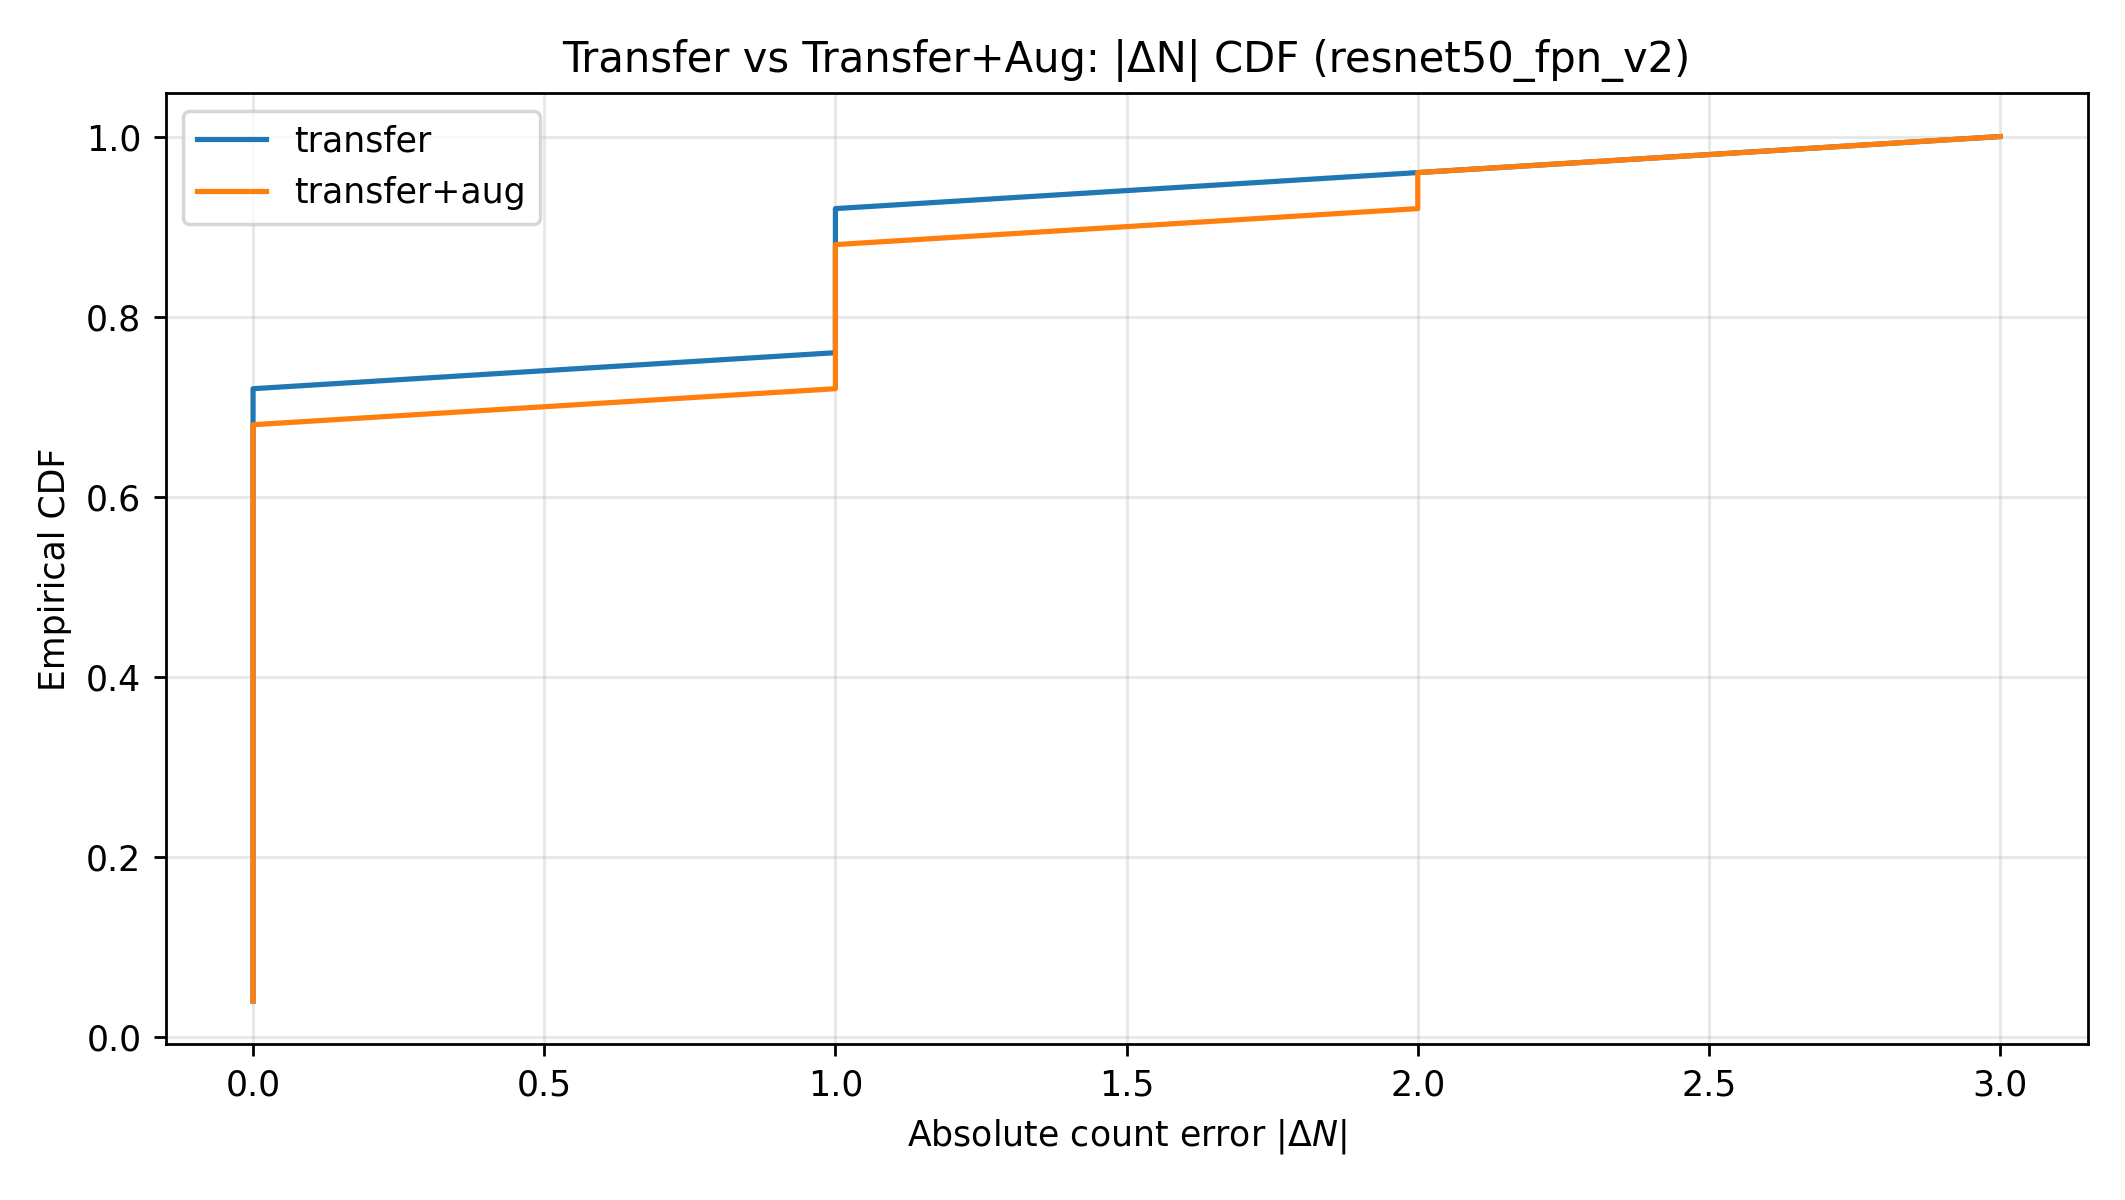 Transfer vs Transfer+Aug: |ΔN| CDF (resnet50_fpn_v2)
transfer
transfer+aug
Empirical CDF
1.0
0.8
0.6
0.4
0.2
0.0
0.0 0.5 1.0 1.5 2.0 2.5 3.0
Absolute count error |ΔN|